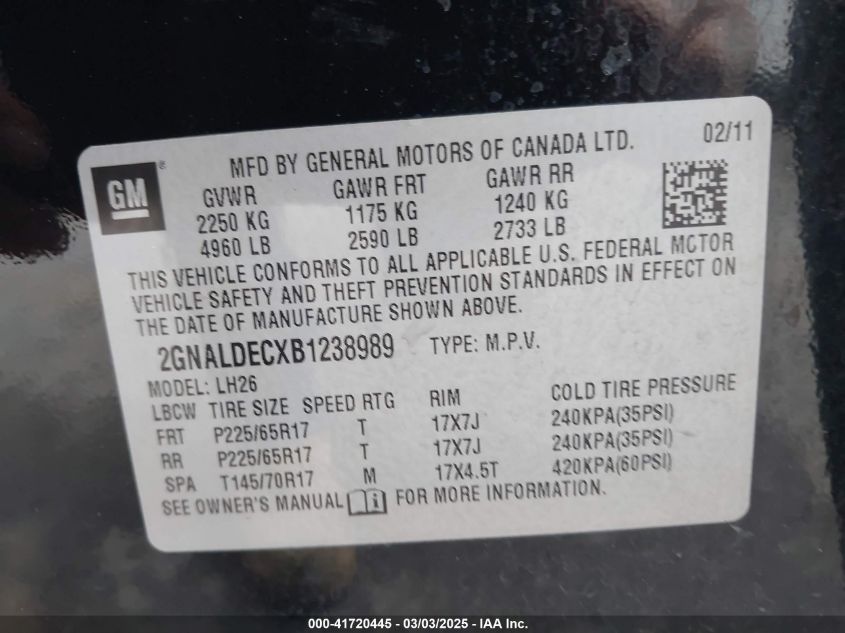 GM ®
MFD BY GENERAL MOTORS OF CANADA LTD. 02/11
GVWR GAWR FRT GAWR RR
2250 KG 1175 KG 1240 KG
4960 LB 2590 LB 2733 LB
THIS VEHICLE CONFORMS TO ALL APPLICABLE U.S. FEDERAL MOTOR
VEHICLE SAFETY AND THEFT PREVENTION STANDARDS IN EFFECT ON
THE DATE OF MANUFACTURE SHOWN ABOVE.
2GNALDECXB1238989 TYPE: M.P.V.
MODEL: LH26
LBCW TIRE SIZE SPEED RTG RIM COLD TIRE PRESSURE
FRT P225/65R17 T 17X7J 240KPA(35PSI)
RR P225/65R17 T 17X7J 240KPA(35PSI)
SPA T145/70R17 M 17X4.5T 420KPA(60PSI)
SEE OWNER'S MANUAL i FOR MORE INFORMATION.
000-41720445 - 03/03/2025 - IAA Inc.